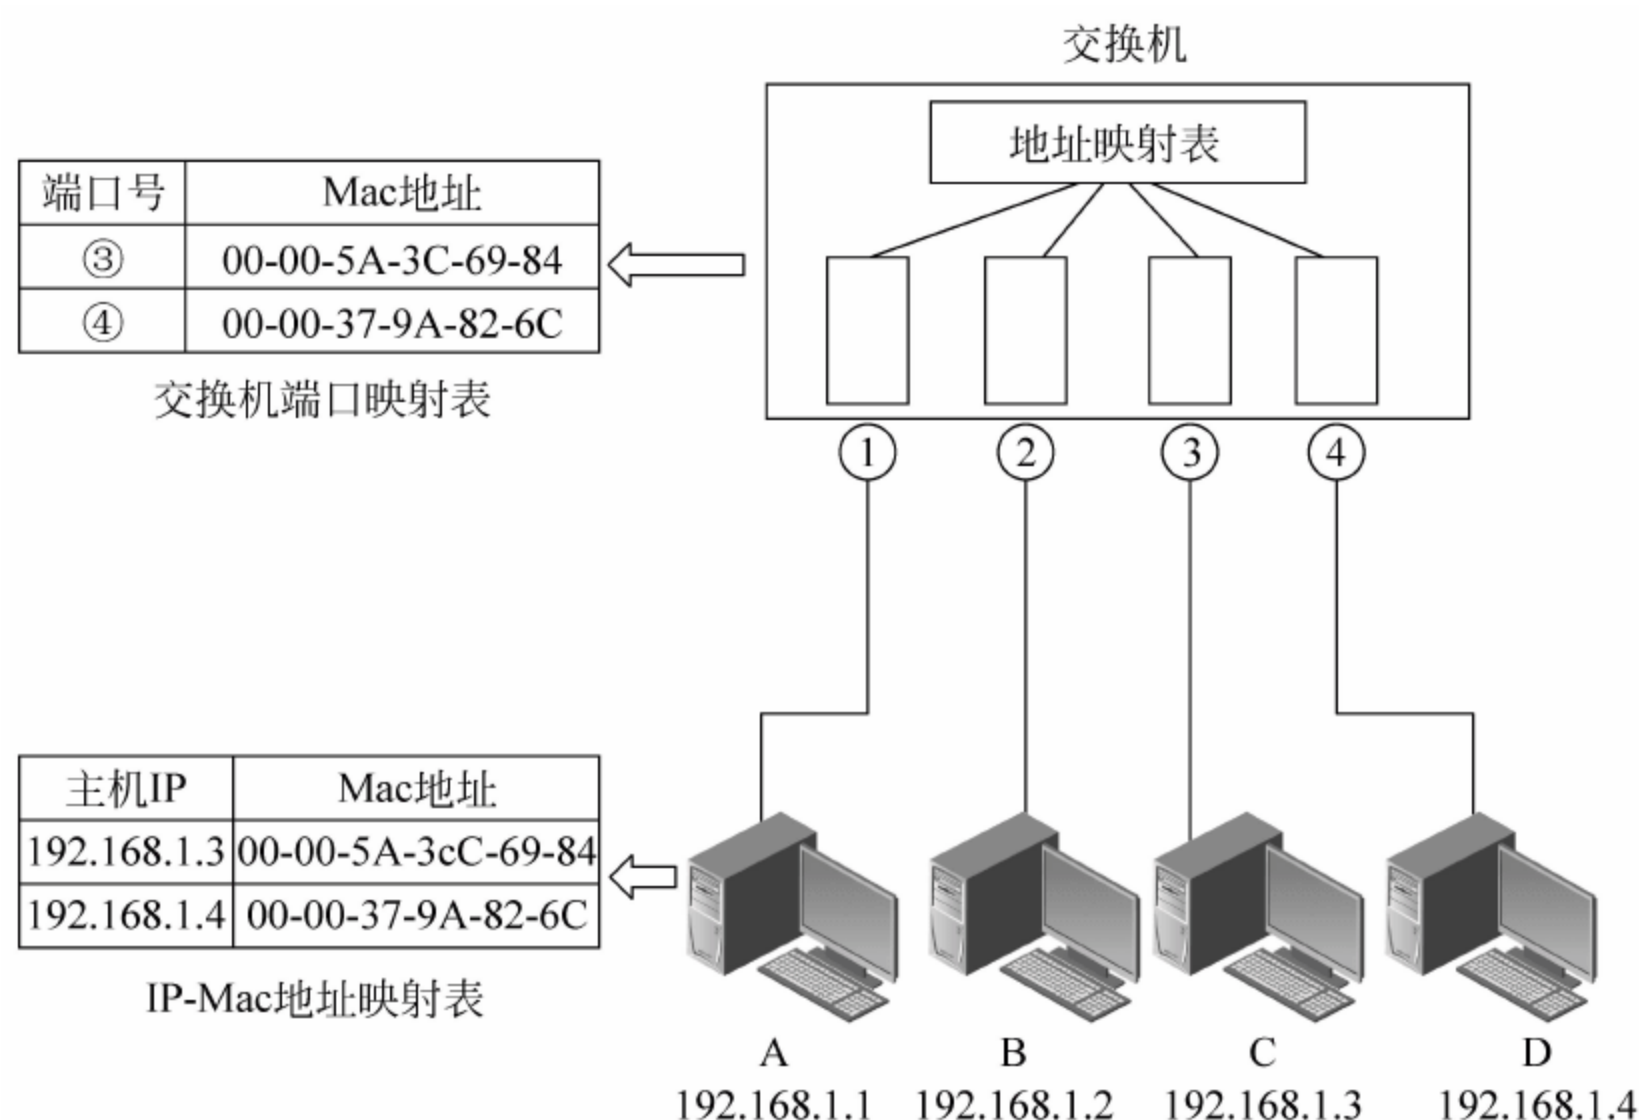 交换机
地址映射表
端口号 Mac地址
③ 00-00-5A-3C-69-84
④ 00-00-37-9A-82-6C
交换机端口映射表
1 2 3 4
主机IP Mac地址
192.168.1.3 00-00-5A-3cC-69-84
192.168.1.4 00-00-37-9A-82-6C
IP-Mac地址映射表
A B C D
192.168.1.1 192.168.1.2 192.168.1.3 192.168.1.4